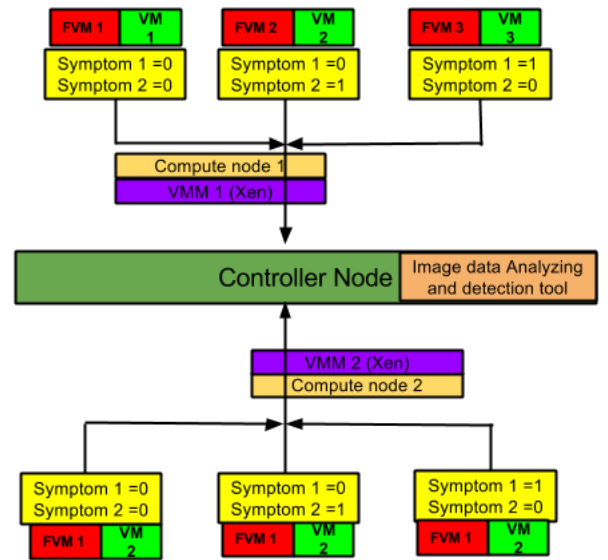 FVM 1
VM 1
FVM 2
VM 2
FVM 3
VM 3
Symptom 1 =0
Symptom 2 =0
Symptom 1 =0
Symptom 2 =1
Symptom 1 =1
Symptom 2 =0
Compute node 1
VMM 1 (Xen)
Controller Node
Image data Analyzing
and detection tool
VMM 2 (Xen)
Compute node 2
Symptom 1 =0
Symptom 2 =0
Symptom 1 =0
Symptom 2 =1
Symptom 1 =1
Symptom 2 =0
FVM 1
VM 2
FVM 1
VM 2
FVM 1
VM 2